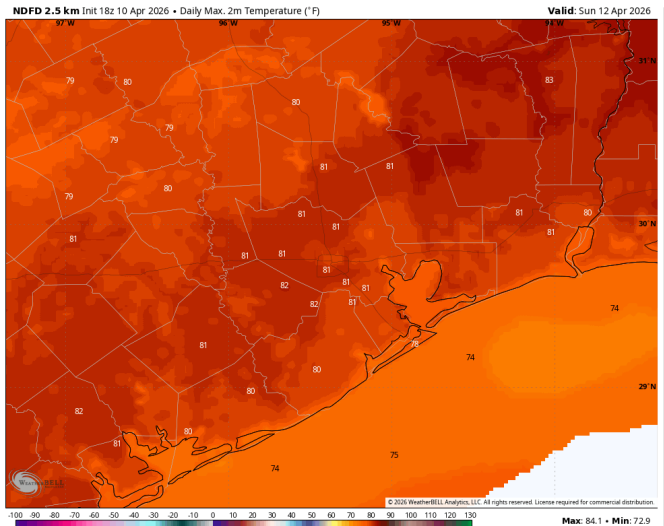 NDFD 2.5 km Init 18z 10 Apr 2026 • Daily Max. 2m Temperature (°F)
Valid: Sun 12 Apr 2026
97°W 96°W 95°W 94°W
31°N
79 80 83
80
79 79
81 81
79 80
81 81 80
81 81 81
81 81
81
82 81 81
82 81
74
78
81 74
80
29°N
80
82
80
81
75
74
30°N
WEATHERBELL
© 2026 WeatherBELL Analytics, LLC. All rights reserved. License required for commercial distribution.
-100 -90 -80 -70 -60 -50 -40 -30 -20 -10 0 10 20 30 40 50 60 70 80 90 100 110 120 130
Max: 84.1 • Min: 72.9